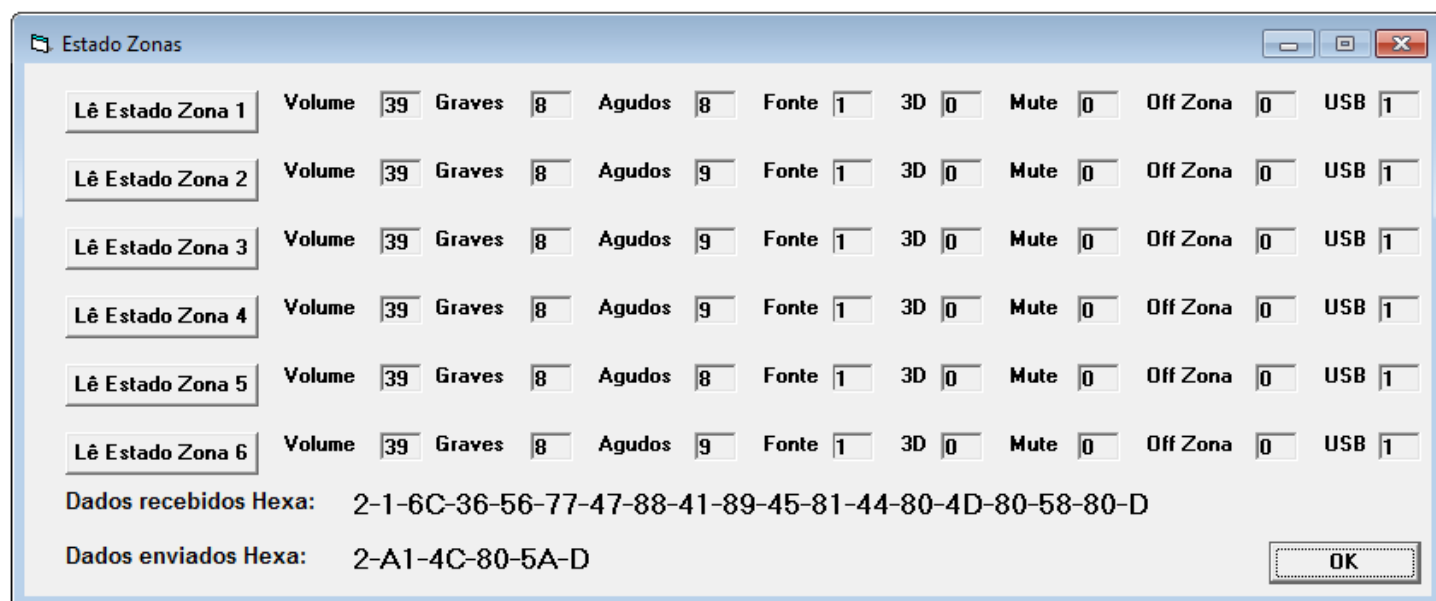 Estado Zonas
Lê Estado Zona 1 Volume 39 Graves 8 Agudos 8 Fonte 1 3D 0 Mute 0 Off Zona 0 USB 1
Lê Estado Zona 2 Volume 39 Graves 8 Agudos 9 Fonte 1 3D 0 Mute 0 Off Zona 0 USB 1
Lê Estado Zona 3 Volume 39 Graves 8 Agudos 9 Fonte 1 3D 0 Mute 0 Off Zona 0 USB 1
Lê Estado Zona 4 Volume 39 Graves 8 Agudos 9 Fonte 1 3D 0 Mute 0 Off Zona 0 USB 1
Lê Estado Zona 5 Volume 39 Graves 8 Agudos 8 Fonte 1 3D 0 Mute 0 Off Zona 0 USB 1
Lê Estado Zona 6 Volume 39 Graves 8 Agudos 9 Fonte 1 3D 0 Mute 0 Off Zona 0 USB 1
Dados recebidos Hexa: 2-1-6C-36-56-77-47-88-41-89-45-81-44-80-4D-80-58-80-D
Dados enviados Hexa: 2-A1-4C-80-5A-D
OK